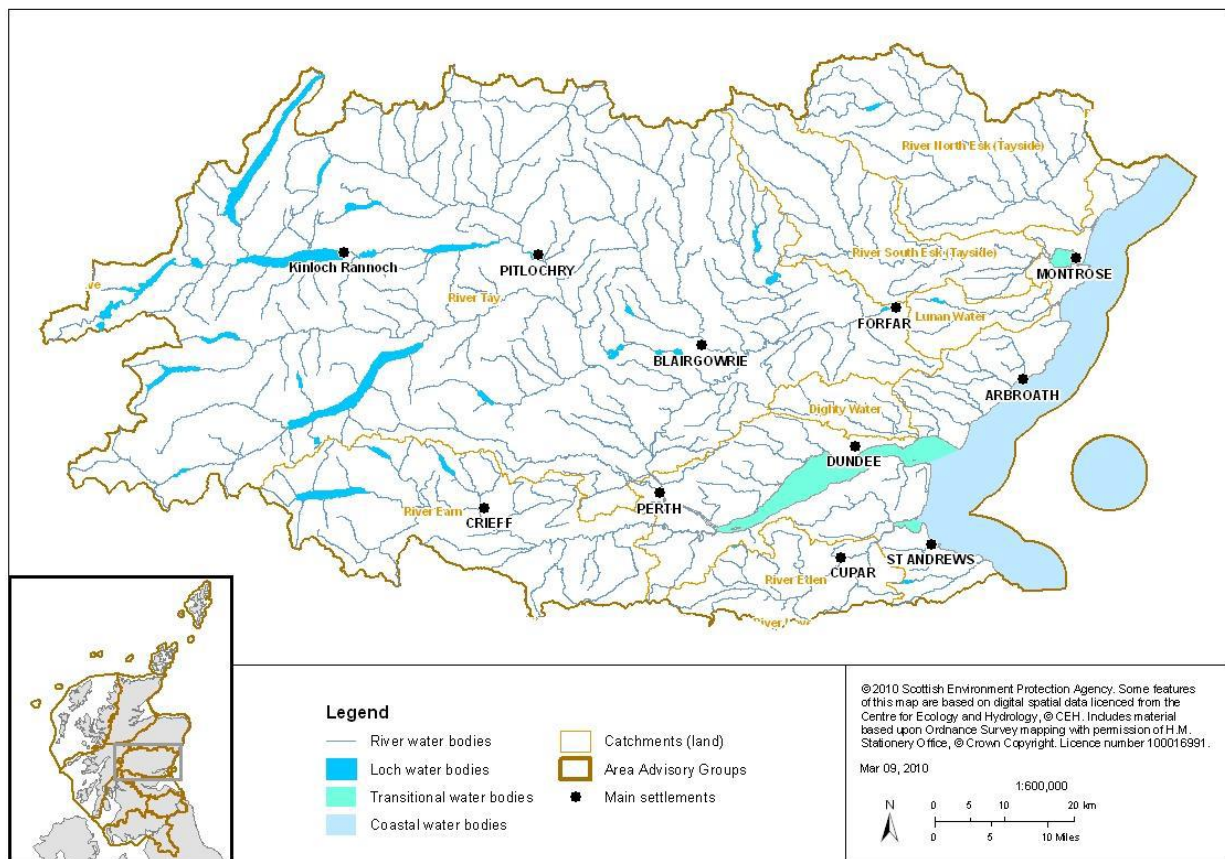 River North Esk (Tayside)
River South Esk (Tayside)
Kinloch Rannoch
PITLOCHRY
MONTROSE
ve
River Tay
FORFAR
Lunan Water
BLAIRGOWRIE
ARBROATH
Dighty Water
DUNDEE
PERTH
River Earn
CRIEFF
ST ANDREWS
CUPAR
River Eden
Legend
River water bodies
Loch water bodies
Transitional water bodies
Coastal water bodies
Catchments (land)
Area Advisory Groups
Main settlements
©2010 Scottish Environment Protection Agency. Some features
of this map are based on digital spatial data licenced from the
Centre for Ecology and Hydrology, © CEH. Includes material
based upon Ordnance Survey mapping with permission of H.M.
Stationery Office, © Crown Copyright. Licence number 100016991.
Mar 09, 2010
1:600,000
N
0 5 10 20 km
0 5 10 Miles